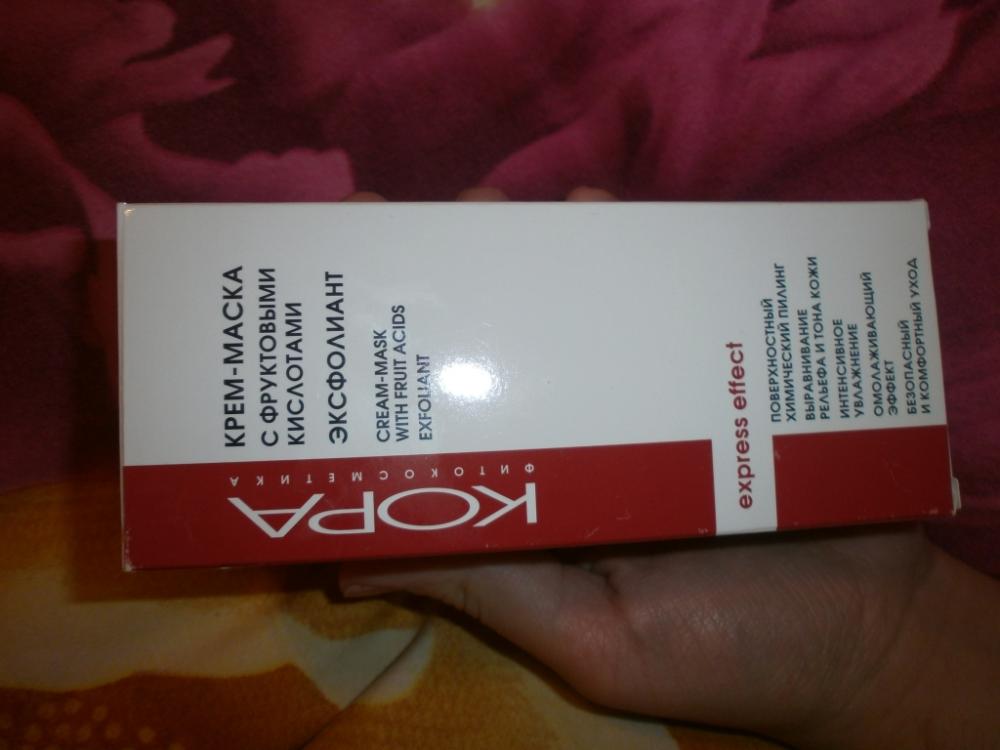 КРЕМ-МАСКА
С ФРУКТОВЫМИ
КИСЛОТАМИ
ЭКСФОЛИАНТ
CREAM-MASK
WITH FRUIT ACIDS
EXFOLIANT
КОРА
ФИТОКОСМЕТИКА
express effect
ПОВЕРХНОСТНЫЙ
ХИМИЧЕСКИЙ ПИЛИНГ
ВЫРАВНИВАНИЕ
РЕЛЬЕФА И ТОНА КОЖИ
ИНТЕНСИВНОЕ
УВЛАЖНЕНИЕ
ОМОЛАЖИВАЮЩИЙ
ЭФФЕКТ
БЕЗОПАСНЫЙ
И КОМФОРТНЫЙ УХОД